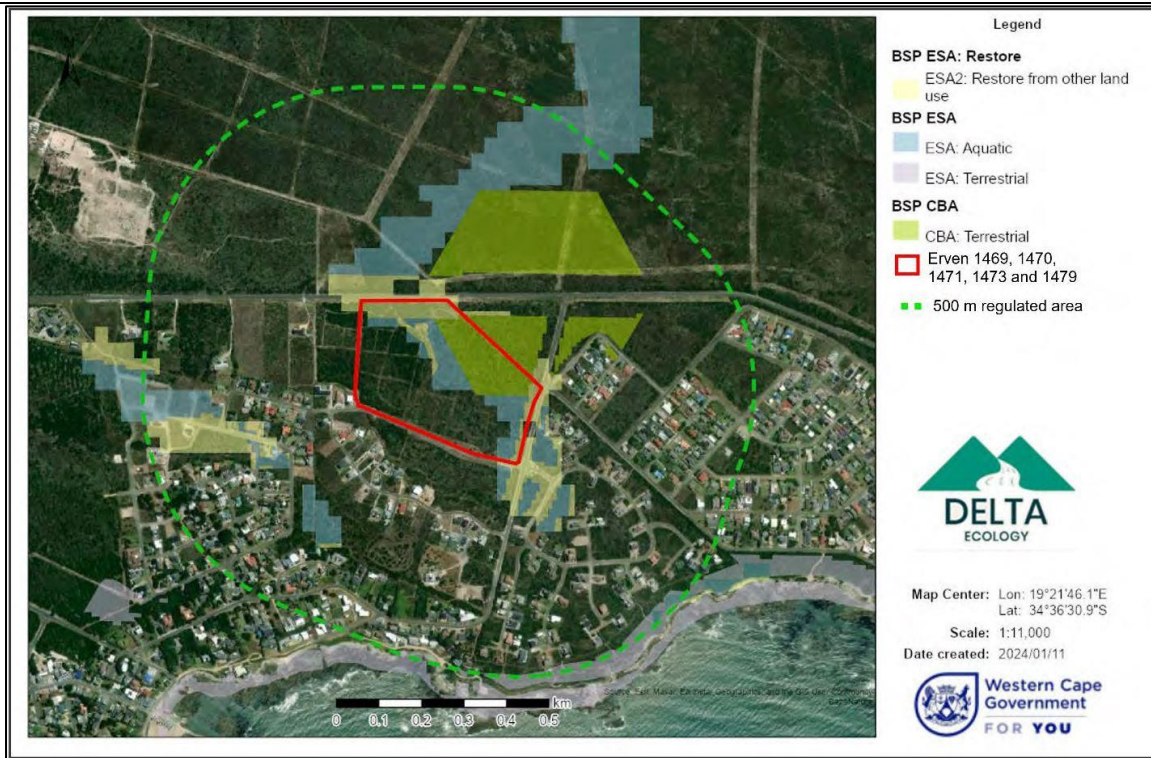 Legend
BSP ESA: Restore
ESA2: Restore from other land
use
BSP ESA
ESA: Aquatic
ESA: Terrestrial
BSP CBA
CBA: Terrestrial
Erven 1469, 1470,
1471, 1473 and 1479
500 m regulated area
DELTA
ECOLOGY
Map Center: Lon: 19°21'46.1"E
Lat: 34°36'30.9"S
Scale: 1:11,000
Date created: 2024/01/11
Western Cape
Government
FOR YOU
km
0 0.1 0.2 0.3 0.4 0.5